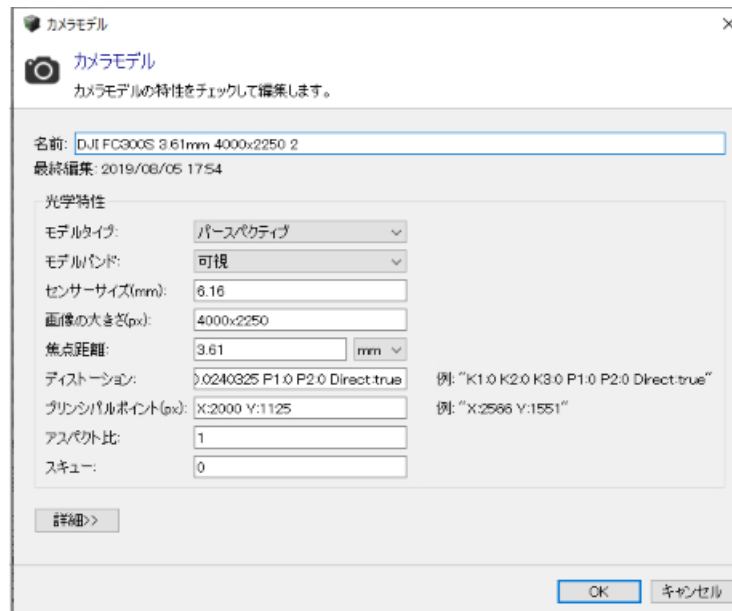 カメラモデル
カメラモデル
カメラモデルの特性をチェックして編集します。
名前: DJI FC300S 3.61mm 4000x2250 2
最終編集: 2019/08/05 17:54
光学特性
モデルタイプ: パースペクティブ
モデルバンド: 可視
センサーサイズ(mm): 6.16
画像の大きさ(px): 4000x2250
焦点距離: 3.61 mm
ディストーション: 0.0240325 P1:0 P2:0 Direct:true 例: "K1:0 K2:0 K3:0 P1:0 P2:0 Direct:true"
プリンシパルポイント(px): X:2000 Y:1125 例: "X:2566 Y:1551"
アスペクト比: 1
スキュー: 0
詳細>>
OK キャンセル